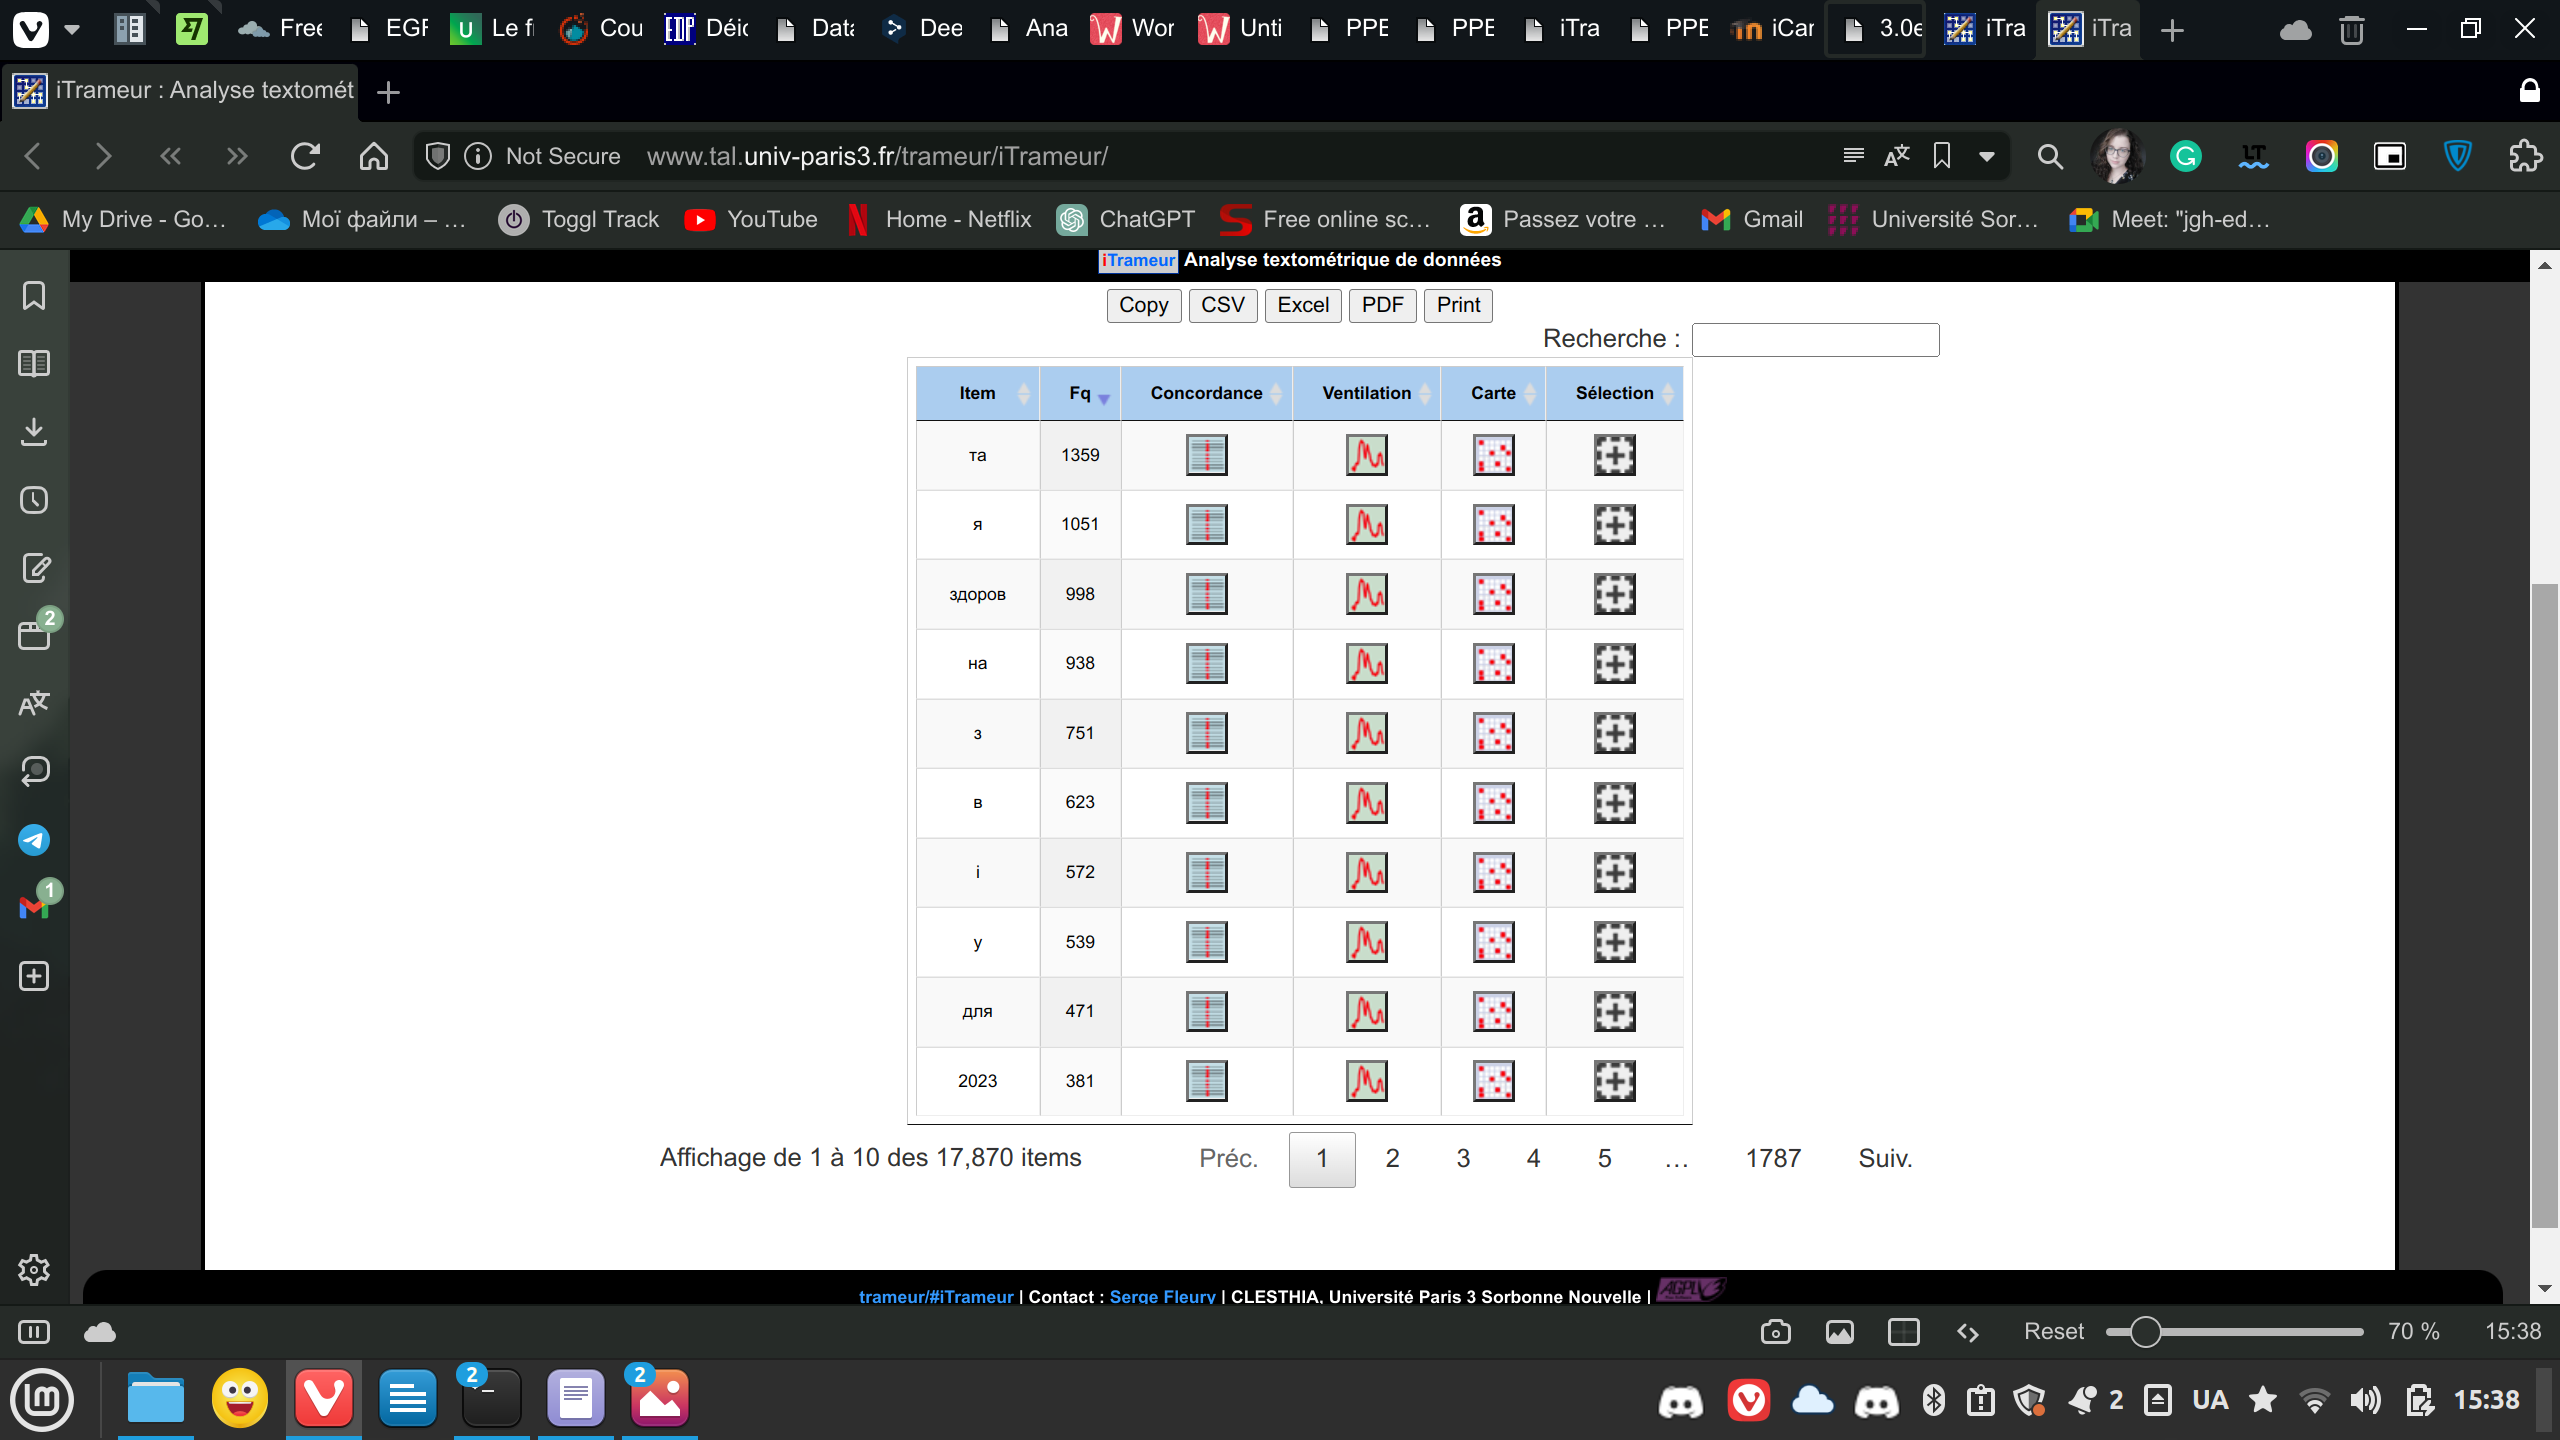 Free EGF Le fi Cou Déic Data Dee Ana Wor Unti PPE PPE iTra PPE iCar 3.0e iTra iTra
iTrameur : Analyse textomét
Not Secure www.tal.univ-paris3.fr/trameur/iTrameur/
My Drive - Go... Мої файли – ... Toggl Track YouTube Home - Netflix ChatGPT Free online sc... Passez votre ... Gmail Université Sor... Meet: "jgh-ed...
iTrameur Analyse textométrique de données
Copy CSV Excel PDF Print
Recherche :
Item Fq Concordance Ventilation Carte Sélection
та 1359
я 1051
здоров 998
на 938
з 751
в 623
і 572
у 539
для 471
2023 381
Affichage de 1 à 10 des 17,870 items Préc. 1 2 3 4 5 … 1787 Suiv.
trameur/#iTrameur | Contact : Serge Fleury | CLESTHIA, Université Paris 3 Sorbonne Nouvelle | AGPLv3
2
1
Reset 70 % 15:38
2 2 2 UA 15:38